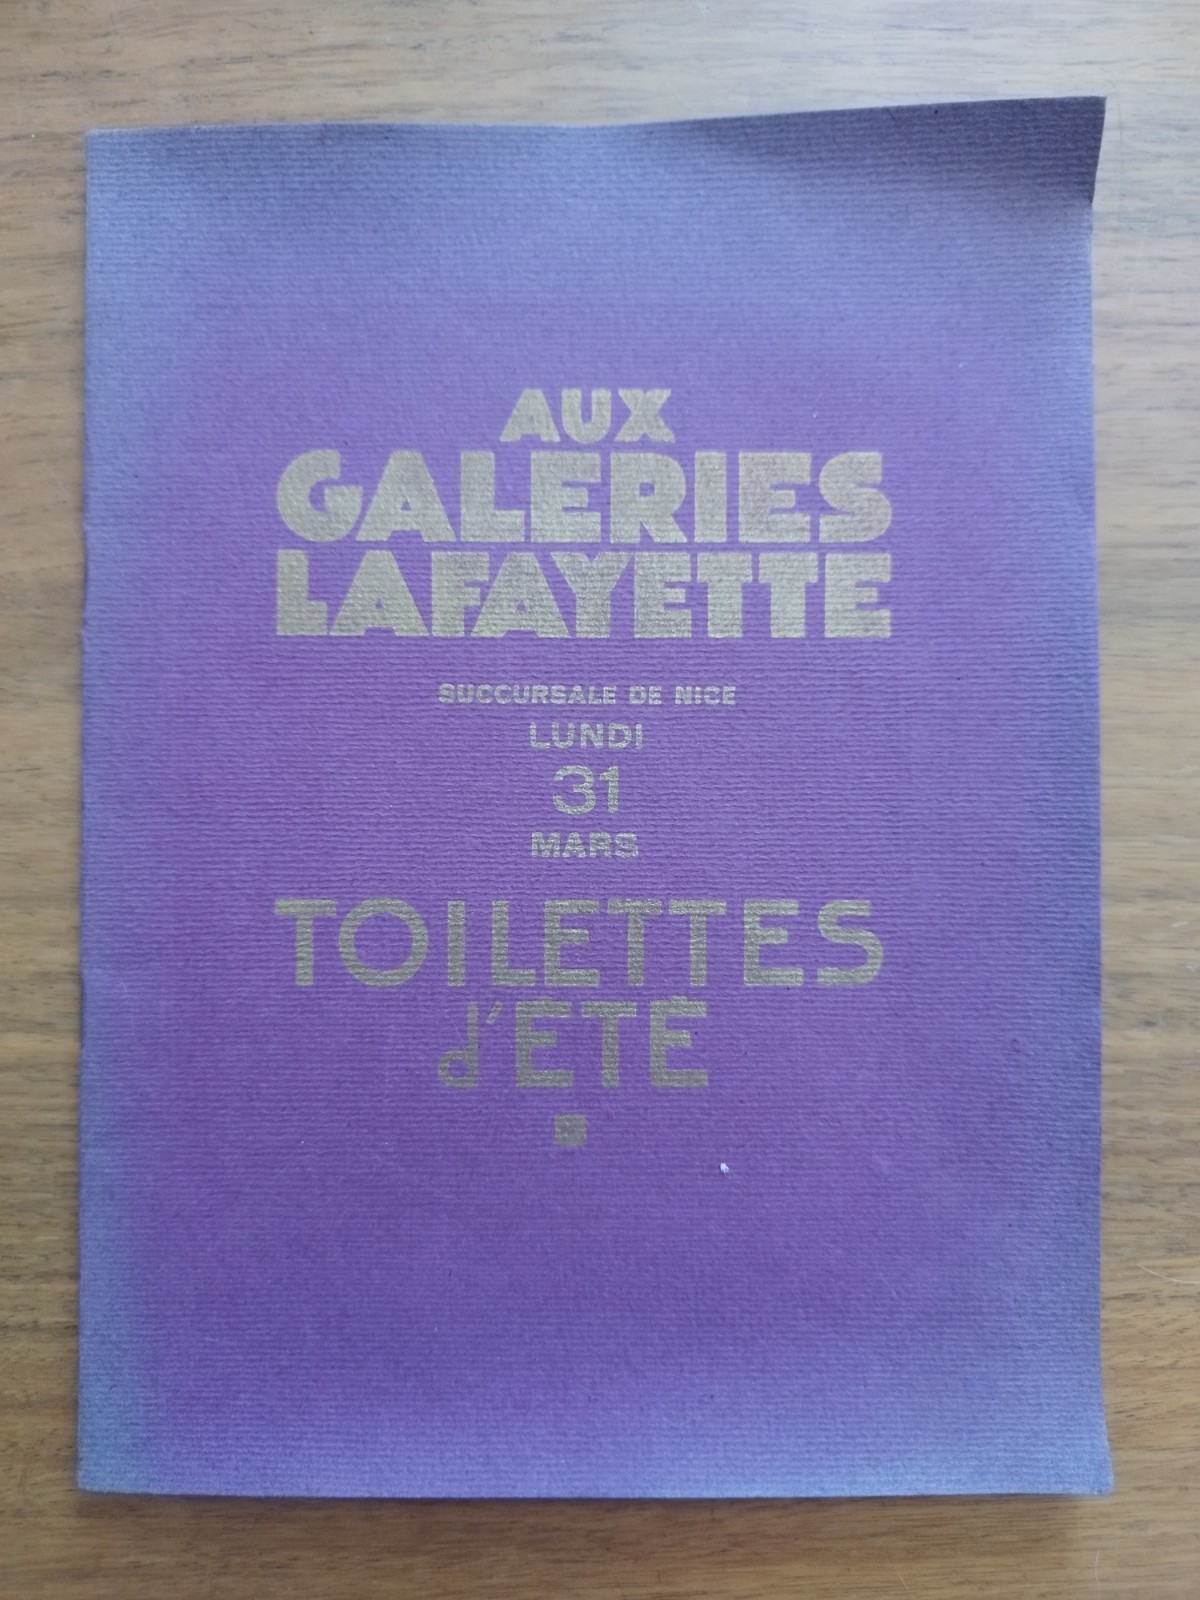 AUX
GALERIES
LAFAYETTE
SUCCURSALE DE NICE
LUNDI
31
MARS
TOILETTES
d'ÉTÉ